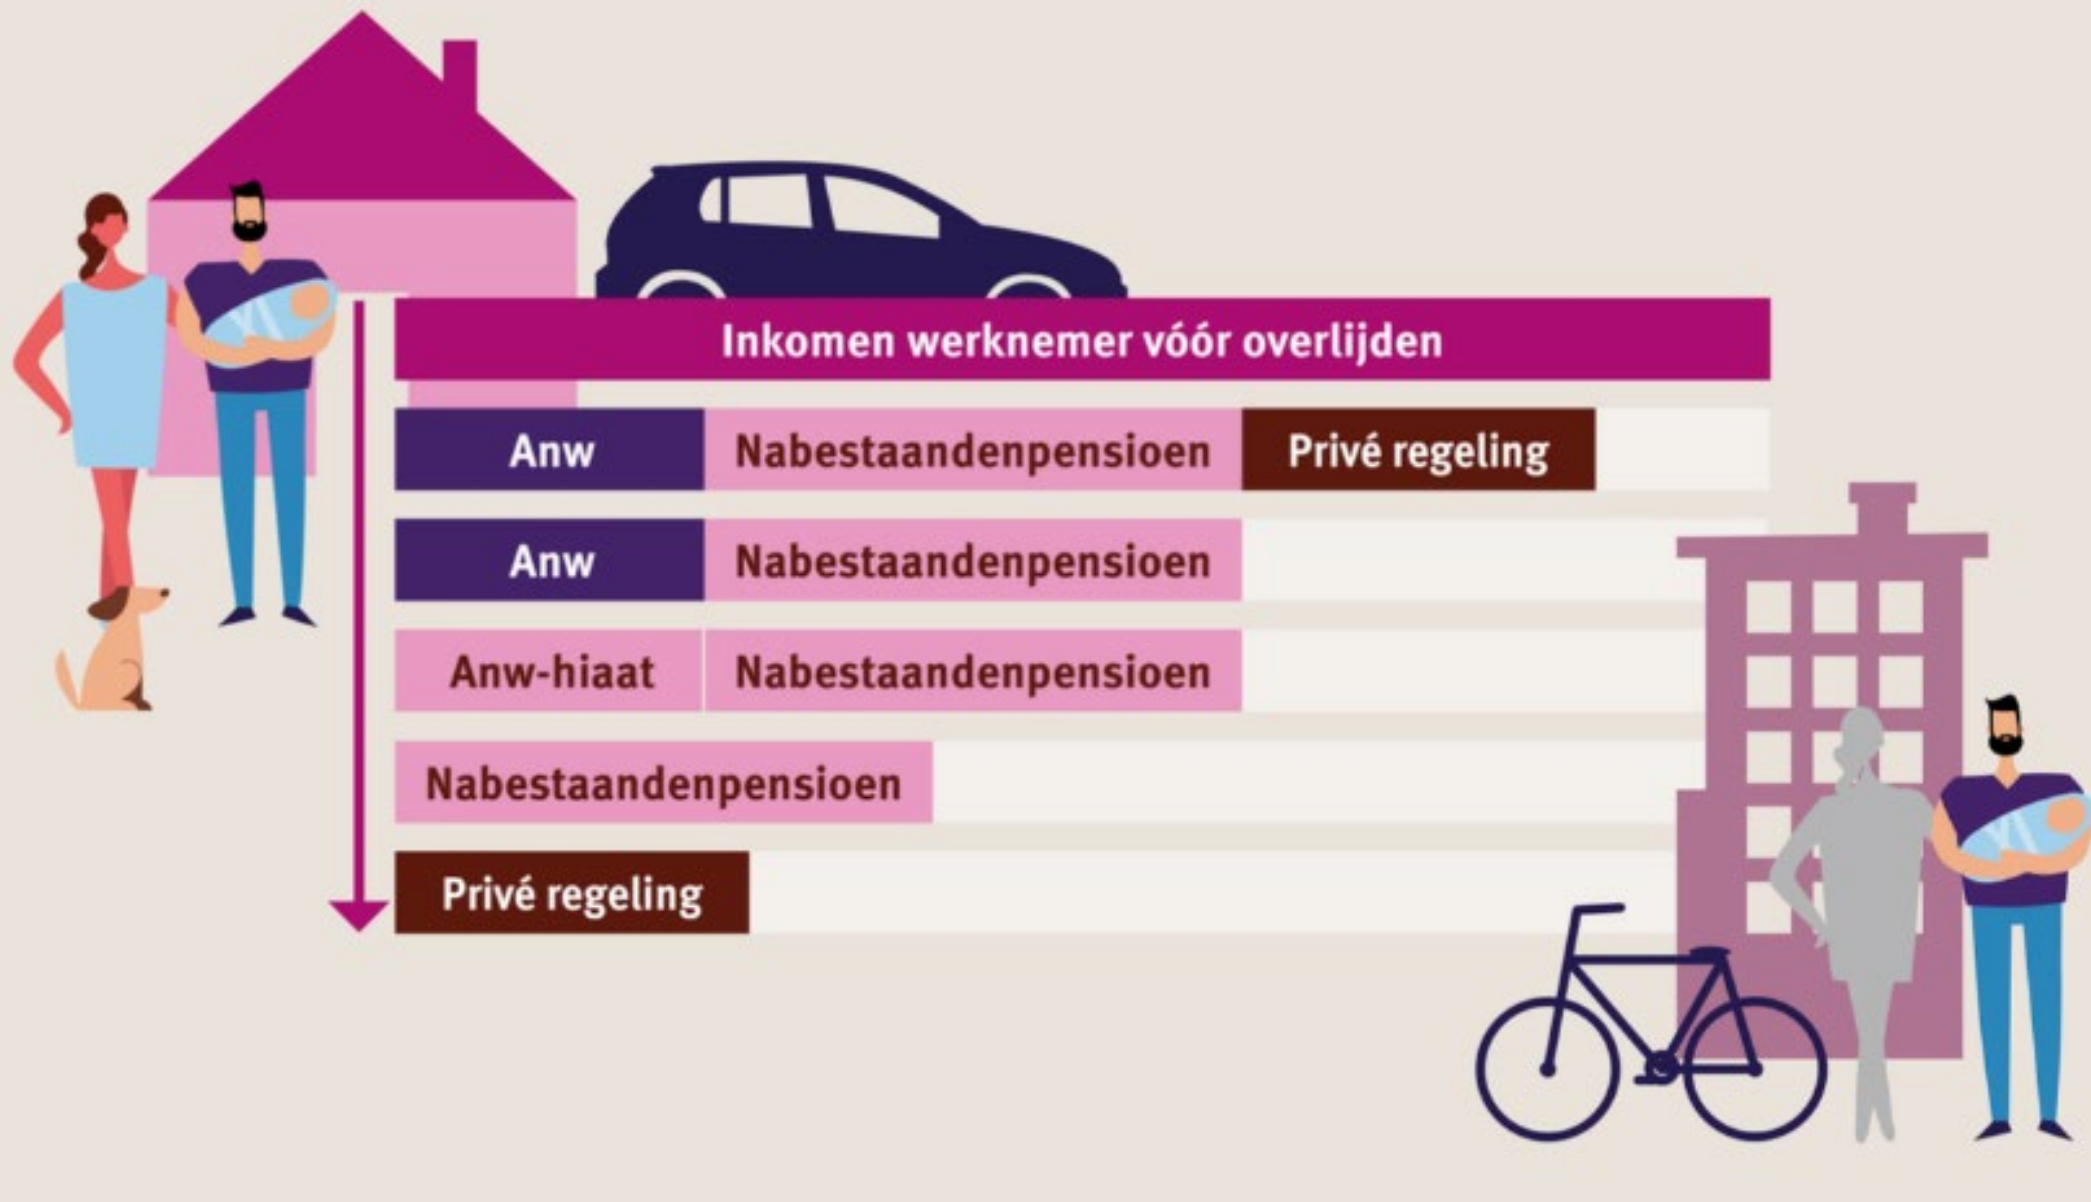 Inkomen werknemer vóór overlijden
Anw Nabestaandenpensioen Privé regeling
Anw Nabestaandenpensioen
Anw-hiaat Nabestaandenpensioen
Nabestaandenpensioen
Privé regeling